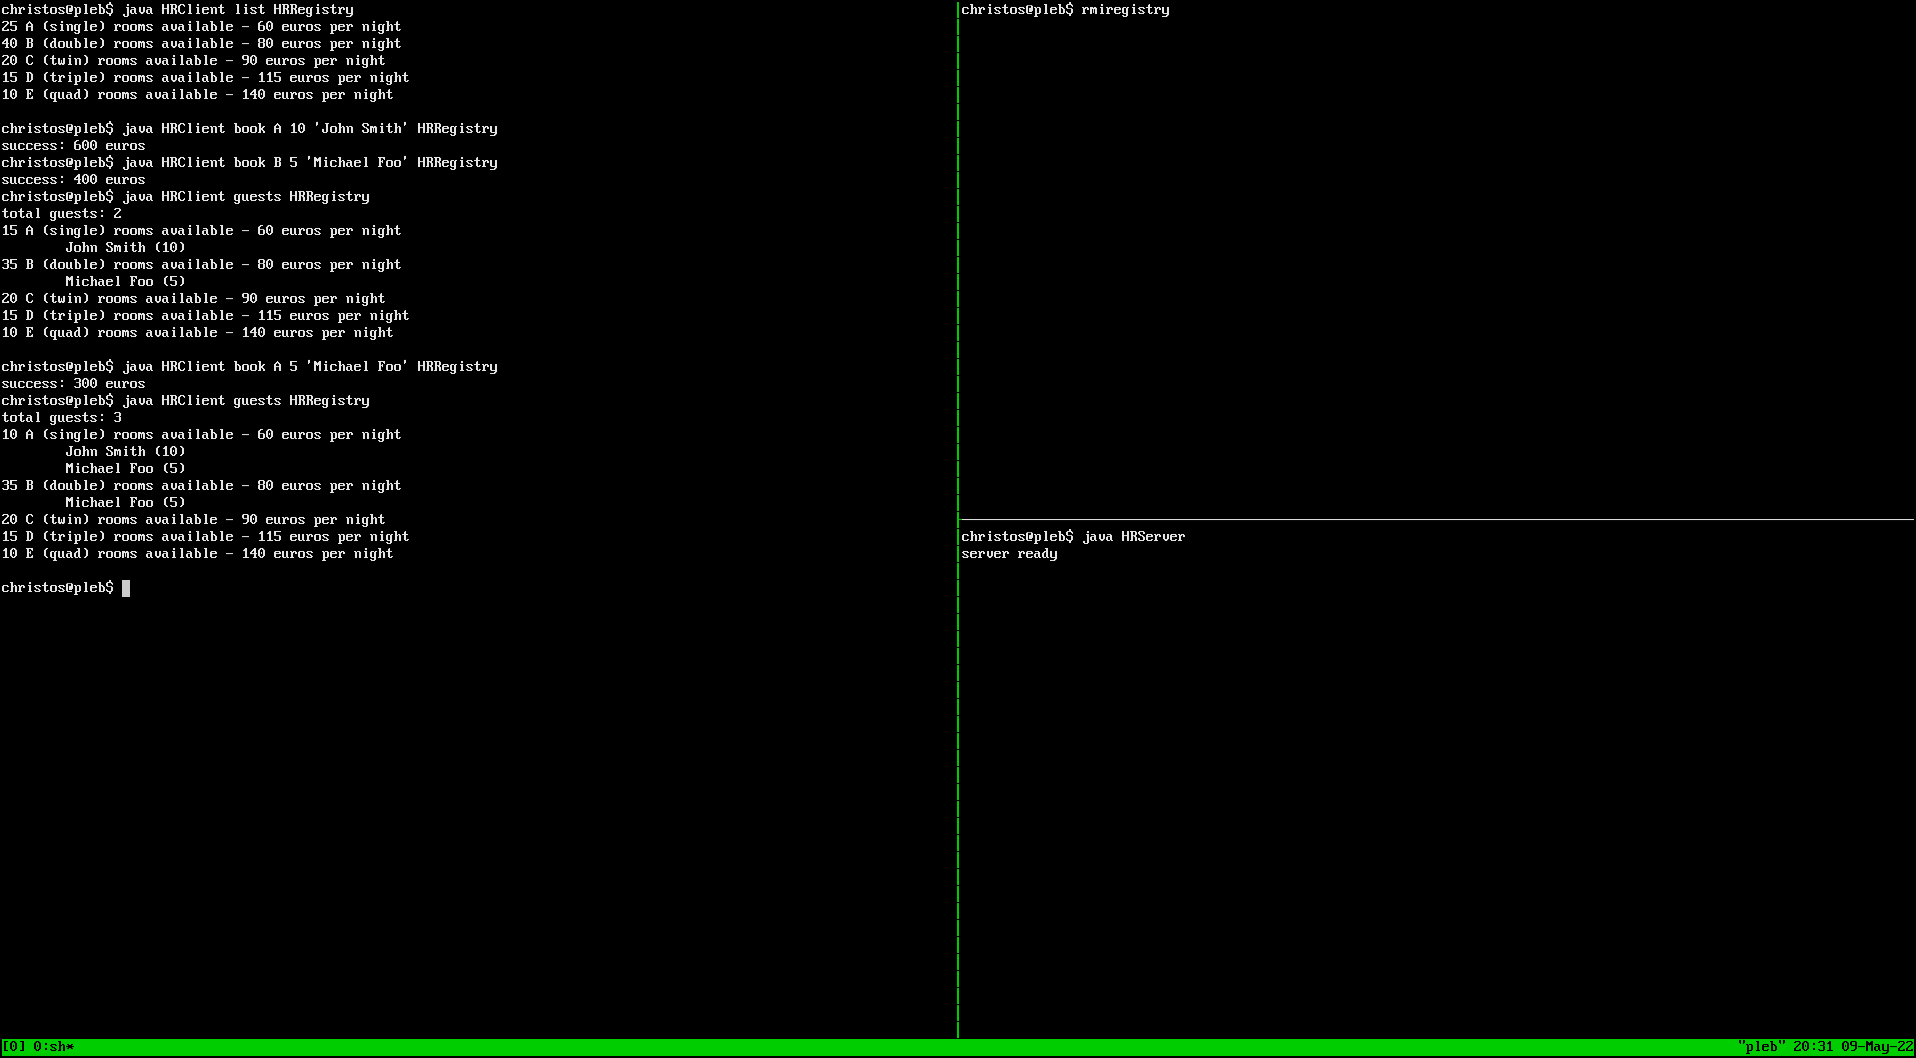 christos@pleb$ java HRClient list HRRegistry
25 A (single) rooms available - 60 euros per night
40 B (double) rooms available - 80 euros per night
20 C (twin) rooms available - 90 euros per night
15 D (triple) rooms available - 115 euros per night
10 E (quad) rooms available - 140 euros per night
christos@pleb$ java HRClient book A 10 'John Smith' HRRegistry
success: 600 euros
christos@pleb$ java HRClient book B 5 'Michael Foo' HRRegistry
success: 400 euros
christos@pleb$ java HRClient guests HRRegistry
total guests: 2
15 A (single) rooms available - 60 euros per night
John Smith (10)
35 B (double) rooms available - 80 euros per night
Michael Foo (5)
20 C (twin) rooms available - 90 euros per night
15 D (triple) rooms available - 115 euros per night
10 E (quad) rooms available - 140 euros per night
christos@pleb$ java HRClient book A 5 'Michael Foo' HRRegistry
success: 300 euros
christos@pleb$ java HRClient guests HRRegistry
total guests: 3
10 A (single) rooms available - 60 euros per night
John Smith (10)
Michael Foo (5)
35 B (double) rooms available - 80 euros per night
Michael Foo (5)
20 C (twin) rooms available - 90 euros per night
15 D (triple) rooms available - 115 euros per night
10 E (quad) rooms available - 140 euros per night
christos@pleb$
christos@pleb$ rmiregistry
christos@pleb$ java HRServer
server ready
[0] 0:sh*
"pleb" 20:31 09-May-22